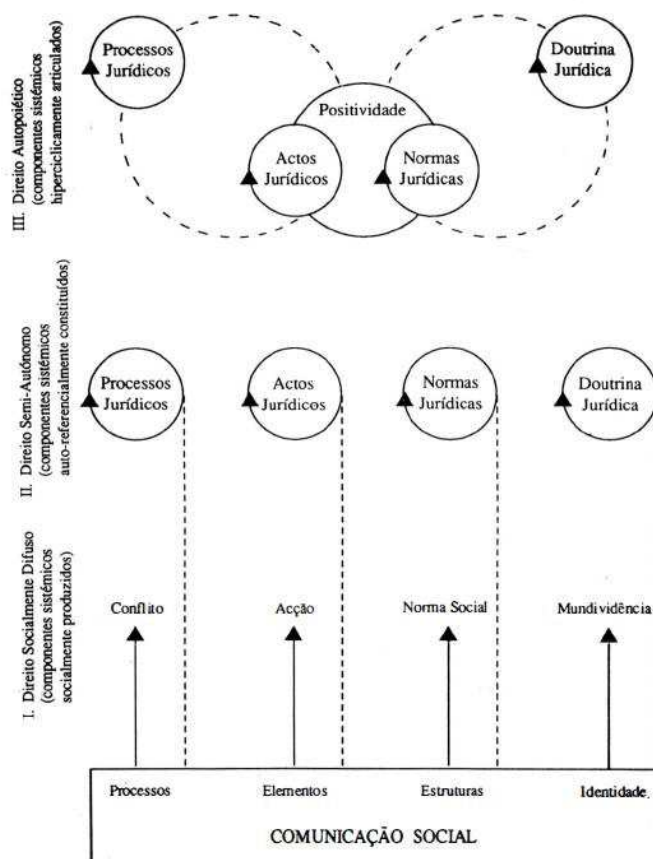 III. Direito Autopoiético
(componentes sistémicos
hiperciclicamente articulados)
Processos
Jurídicos
Positividade
Actos
Jurídicos
Normas
Jurídicas
Doutrina
Jurídica
II. Direito Semi-Autónomo
(componentes sistémicos
auto-referencialmente constituídos)
Processos
Jurídicos
Actos
Jurídicos
Normas
Jurídicas
Doutrina
Jurídica
I. Direito Socialmente Difuso
(componentes sistémicos
socialmente produzidos)
Conflito
Acção
Norma Social
Mundividência
Processos
Elementos
Estruturas
Identidade
COMUNICAÇÃO SOCIAL